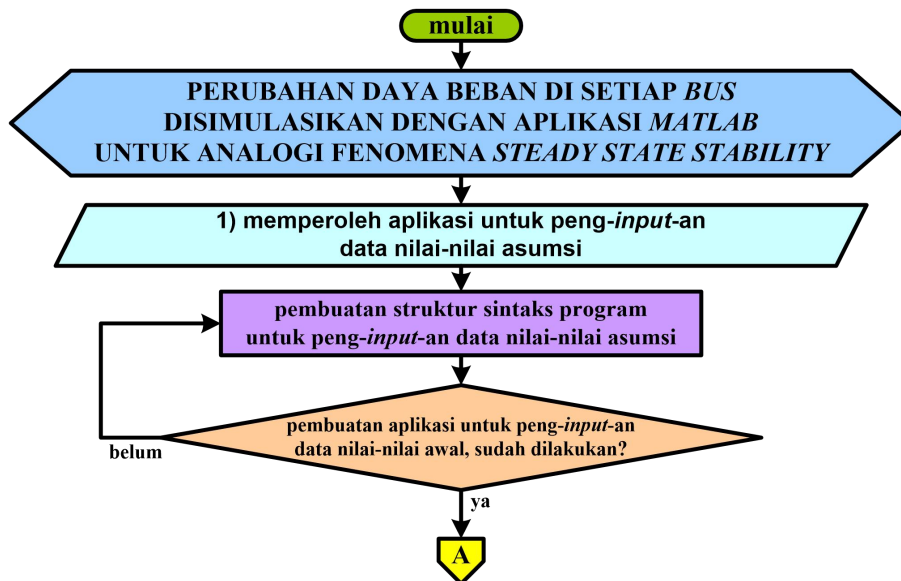 mulai
PERUBAHAN DAYA BEBAN DI SETIAP BUS
DISIMULASIKAN DENGAN APLIKASI MATLAB
UNTUK ANALOGI FENOMENA STEADY STATE STABILITY
1) memperoleh aplikasi untuk peng-input-an
data nilai-nilai asumsi
pembuatan struktur sintaks program
untuk peng-input-an data nilai-nilai asumsi
pembuatan aplikasi untuk peng-input-an
data nilai-nilai awal, sudah dilakukan?
belum
ya
A